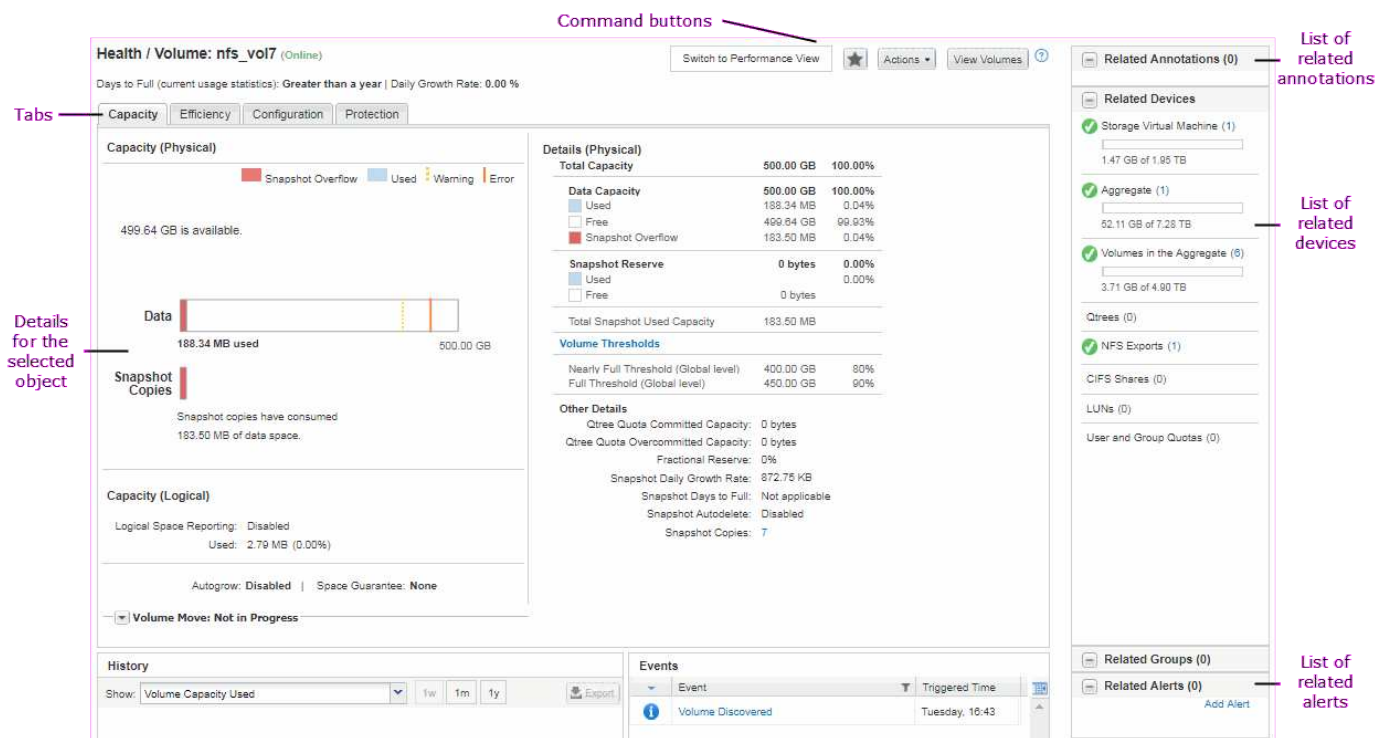 Command buttons
Health / Volume: nfs_vol7 (Online)
Switch to Performance View
Actions
View Volumes
?
Days to Full (current usage statistics): Greater than a year | Daily Growth Rate: 0.00 %
Tabs
Capacity Efficiency Configuration Protection
Capacity (Physical)
Snapshot Overflow Used Warning Error
499.64 GB is available.
Data
188.34 MB used 500.00 GB
Snapshot
Copies
Snapshot copies have consumed
183.50 MB of data space.
Details
for the
selected
object
Capacity (Logical)
Logical Space Reporting: Disabled
Used: 2.79 MB (0.00%)
Autogrow: Disabled | Space Guarantee: None
Volume Move: Not in Progress
Details (Physical)
Total Capacity 500.00 GB 100.00%
Data Capacity 500.00 GB 100.00%
Used 188.34 MB 0.04%
Free 499.64 GB 99.93%
Snapshot Overflow 183.50 MB 0.04%
Snapshot Reserve 0 bytes 0.00%
Used 0.00%
Free 0 bytes
Total Snapshot Used Capacity 183.50 MB
Volume Thresholds
Nearly Full Threshold (Global level) 400.00 GB 80%
Full Threshold (Global level) 450.00 GB 90%
Other Details
Qtree Quota Committed Capacity: 0 bytes
Qtree Quota Overcommitted Capacity: 0 bytes
Fractional Reserve: 0%
Snapshot Daily Growth Rate: 872.75 KB
Snapshot Days to Full: Not applicable
Snapshot Autodelete: Disabled
Snapshot Copies: 7
Related Annotations (0)
List of
related
annotations
Related Devices
Storage Virtual Machine (1)
1.47 GB of 1.95 TB
Aggregate (1)
52.11 GB of 7.28 TB
List of
related
devices
Volumes in the Aggregate (6)
3.71 GB of 4.90 TB
Qtrees (0)
NFS Exports (1)
CIFS Shares (0)
LUNs (0)
User and Group Quotas (0)
Related Groups (0)
Related Alerts (0)
Add Alert
List of
related
alerts
History
Show: Volume Capacity Used 1w 1m 1y Export
Events
Event Triggered Time
Volume Discovered Tuesday, 16:43